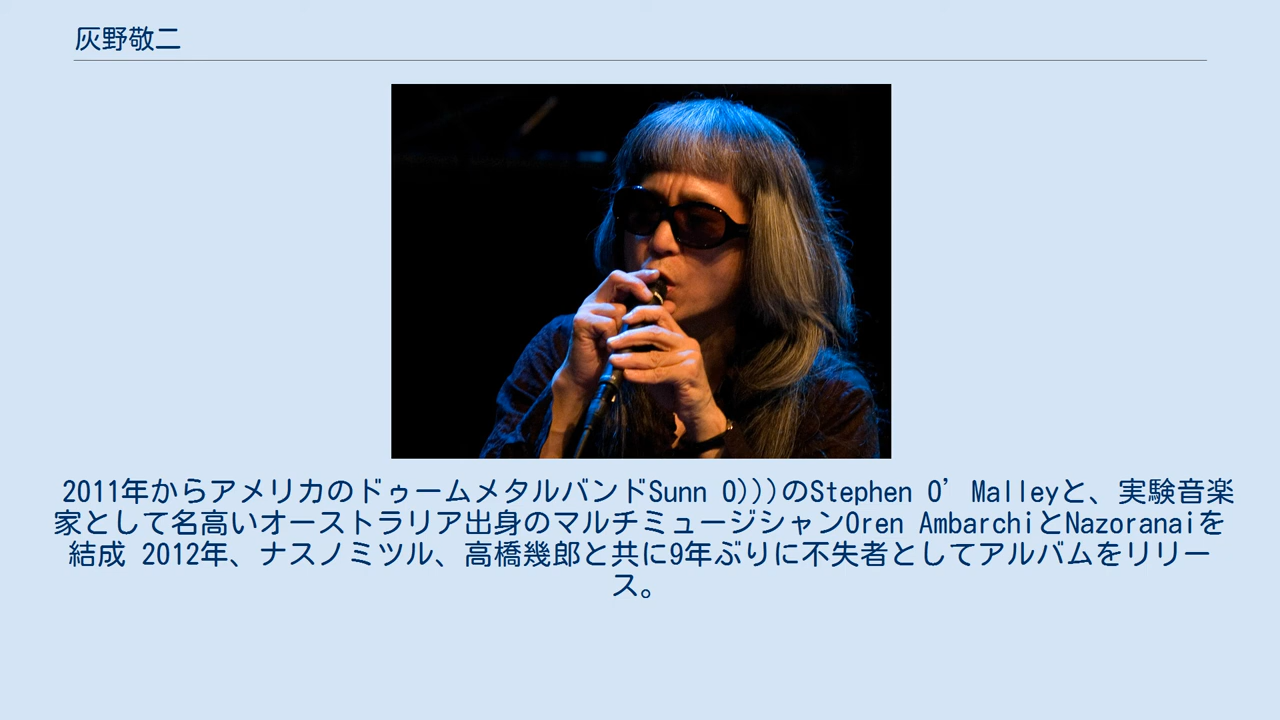 灰野敬二
2011年からアメリカのドゥームメタルバンドSunn O)))のStephen O’Malleyと、実験音楽
家として名高いオーストラリア出身のマルチミュージシャンOren AmbarchiとNazoranaiを
結成 2012年、ナスノミツル、高橋幾郎と共に9年ぶりに不失者としてアルバムをリリー
ス。